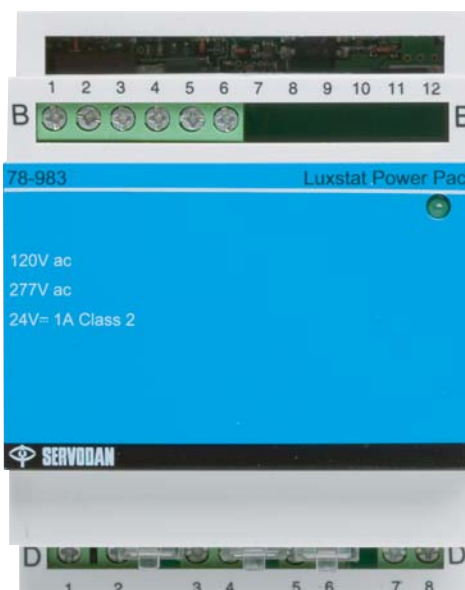 1 2 3 4 5 6 7 8 9 10 11 12
B B
78-983 Luxstat Power Pac
120V ac
277V ac
24V= 1A Class 2
SERVODAN
D D
1 2 3 4 5 6 7 8